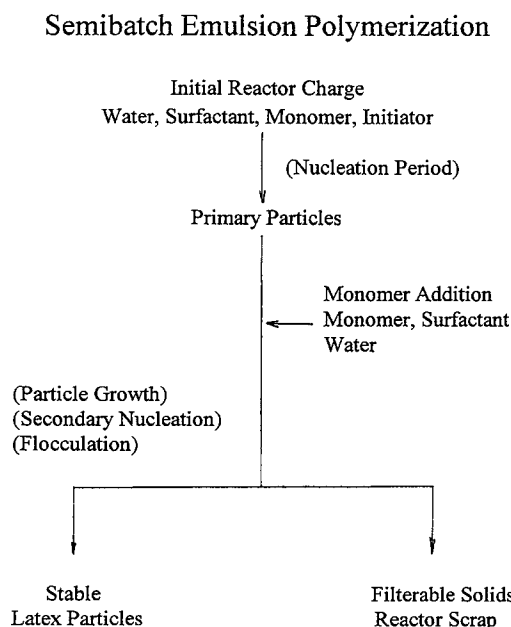 Semibatch Emulsion Polymerization
Initial Reactor Charge
Water, Surfactant, Monomer, Initiator
(Nucleation Period)
Primary Particles
Monomer Addition
Monomer, Surfactant
Water
(Particle Growth)
(Secondary Nucleation)
(Flocculation)
Stable
Latex Particles
Filterable Solids
Reactor Scrap